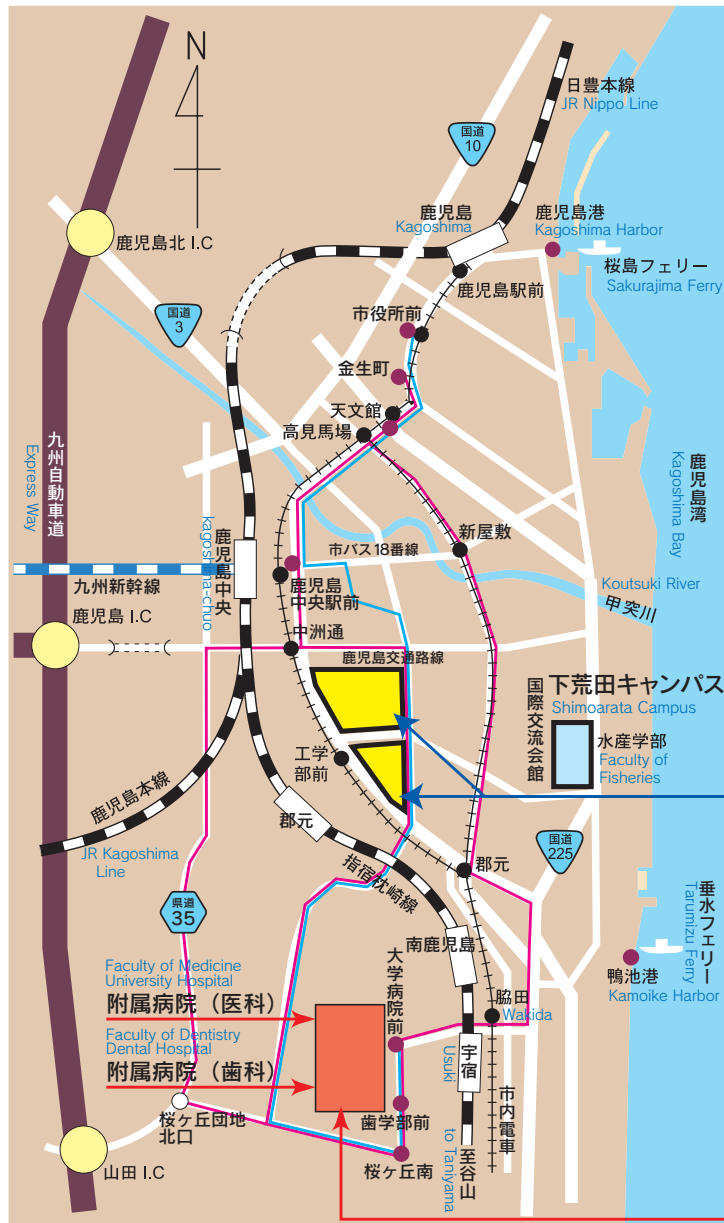 N
日豊本線
JR Nippo Line
国道
10
鹿児島
Kagoshima
鹿児島港
Kagoshima Harbor
鹿児島北 I.C
桜島フェリー
Sakurajima Ferry
鹿児島駅前
国道
3
市役所前
金生町
天文館
高見馬場
九州自動車道
Express Way
鹿児島湾
Kagoshima Bay
鹿児島中央
kagoshima-chuo
新屋敷
市バス18番線
九州新幹線
鹿児島
中央駅前
Koutsuki River
甲突川
鹿児島 I.C
中洲通
鹿児島交通路線
国際交流会館
下荒田キャンパス
Shimoarata Campus
水産学部
Faculty of
Fisheries
工学
部前
鹿児島本線
JR Kagoshima
Line
郡元
国道
225
郡元
指宿枕崎線
県道
35
垂水フェリー
Tarumizu Ferry
南鹿児島
大学病院前
鴨池港
Kamoike Harbor
Faculty of Medicine
University Hospital
附属病院（医科）
脇田
Wakida
Faculty of Dentistry
Dental Hospital
附属病院（歯科）
宇宿
Usuki
市内電車
桜ヶ丘団地
北口
歯学部前
桜ヶ丘南
至谷山
to Taniyama
山田 I.C